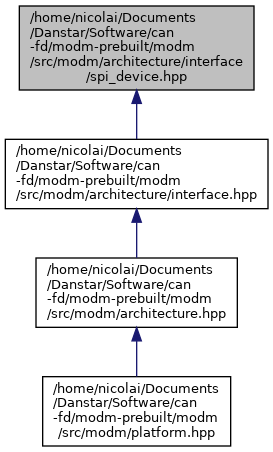 /home/nicolai/Documents
/Danstar/Software/can
-fd/modm-prebuilt/modm
/src/modm/architecture/interface
/spi_device.hpp
/home/nicolai/Documents
/Danstar/Software/can
-fd/modm-prebuilt/modm
/src/modm/architecture/interface.hpp
/home/nicolai/Documents
/Danstar/Software/can
-fd/modm-prebuilt/modm
/src/modm/architecture.hpp
/home/nicolai/Documents
/Danstar/Software/can
-fd/modm-prebuilt/modm
/src/modm/platform.hpp